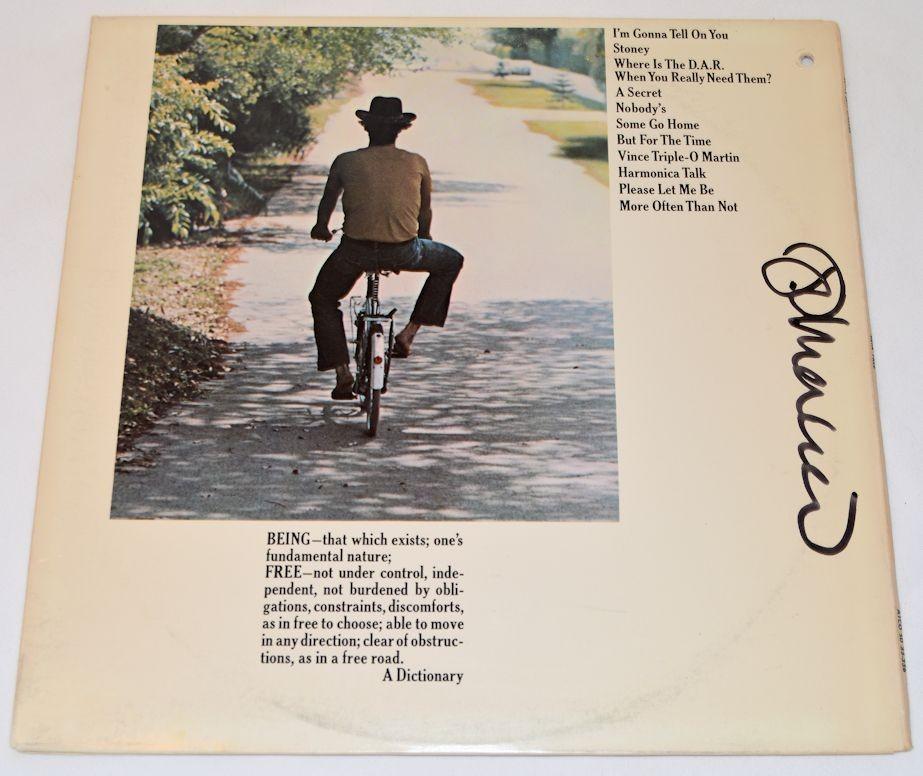 I'm Gonna Tell On You
Stoney
Where Is The D.A.R.
When You Really Need Them?
A Secret
Nobody's
Some Go Home
But For The Time
Vince Triple-O Martin
Harmonica Talk
Please Let Me Be
More Often Than Not
BEING—that which exists; one's
fundamental nature;
FREE—not under control, inde-
pendent, not burdened by obli-
gations, constraints, discomforts,
as in free to choose; able to move
in any direction; clear of obstruc-
tions, as in a free road.
A Dictionary